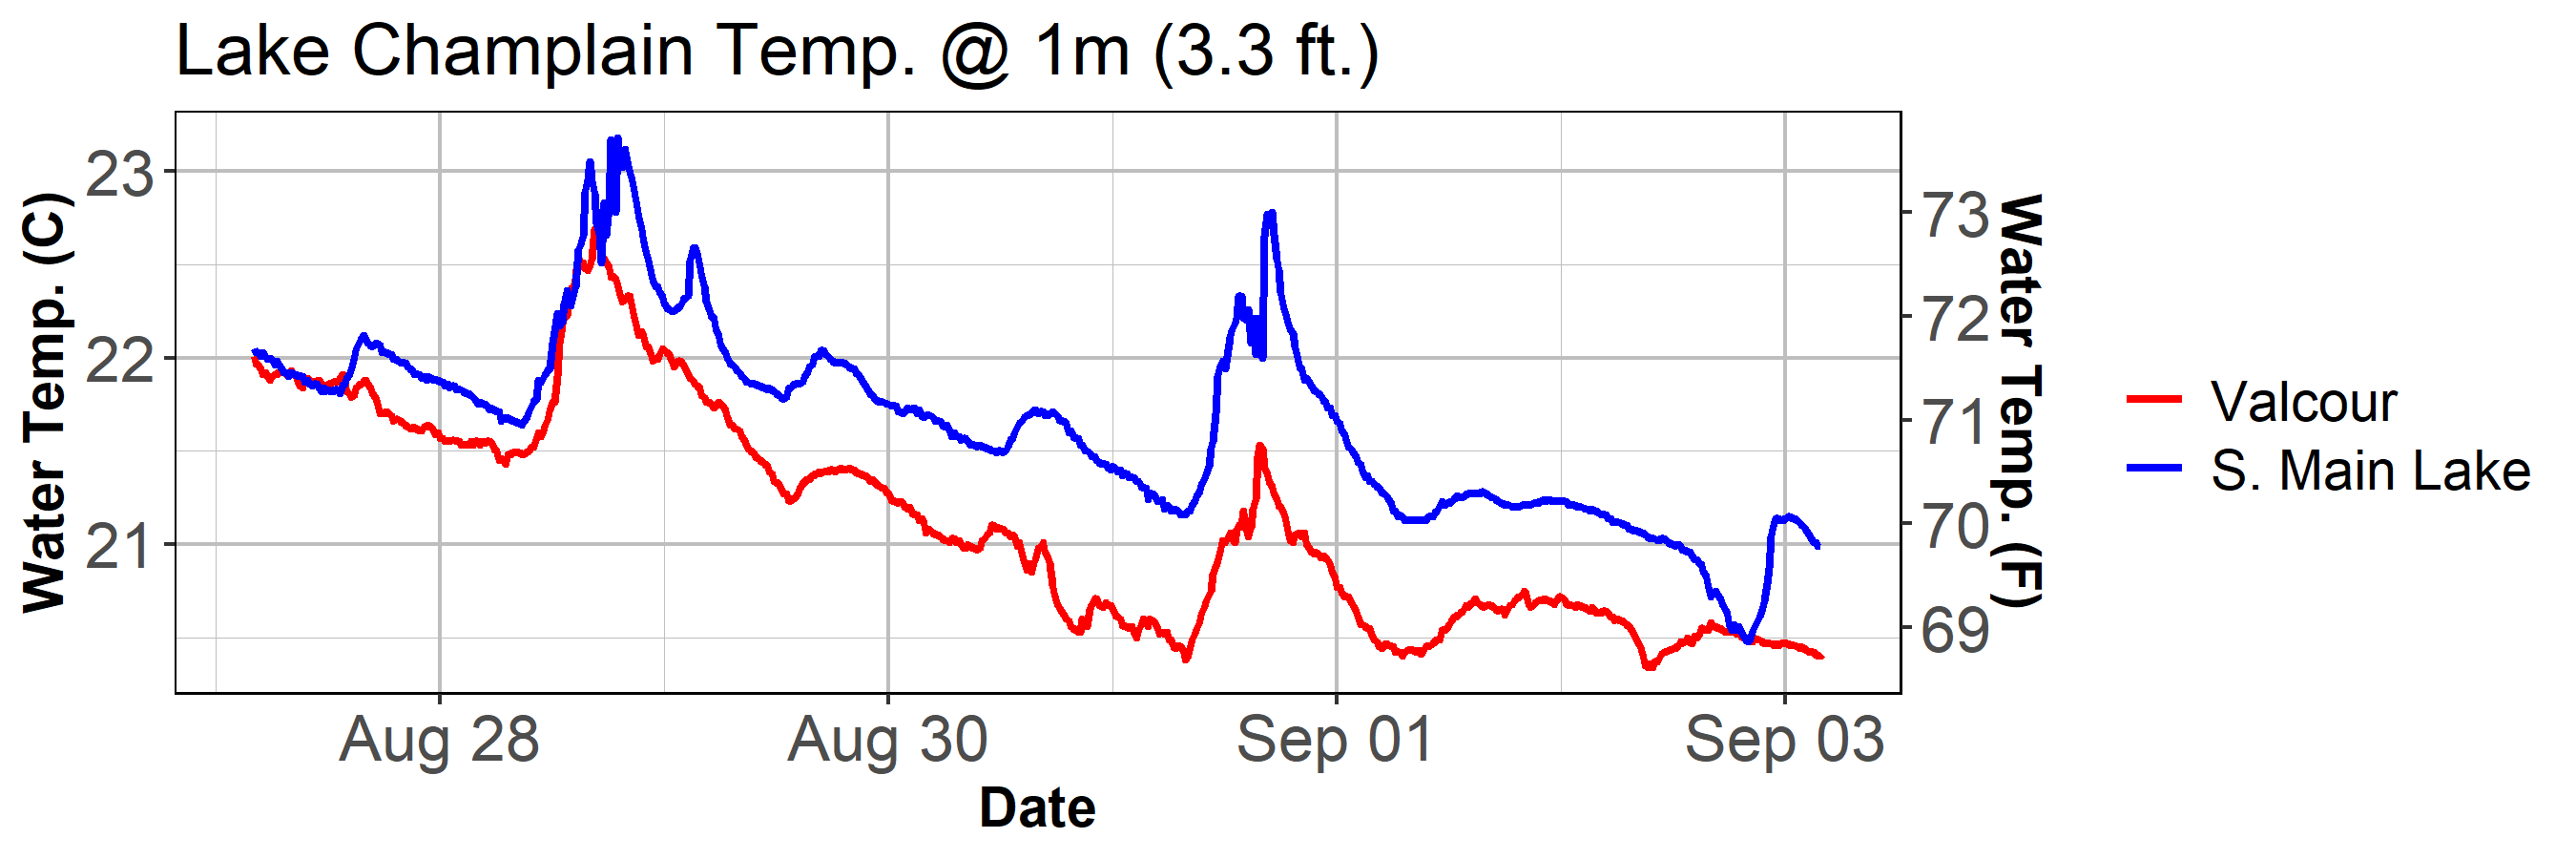 Lake Champlain Temp. @ 1m (3.3 ft.)
Water Temp. (C)
23
22
21
73
72
71
70
69
Water Temp. (F)
Valcour
S. Main Lake
Aug 28
Aug 30
Sep 01
Sep 03
Date